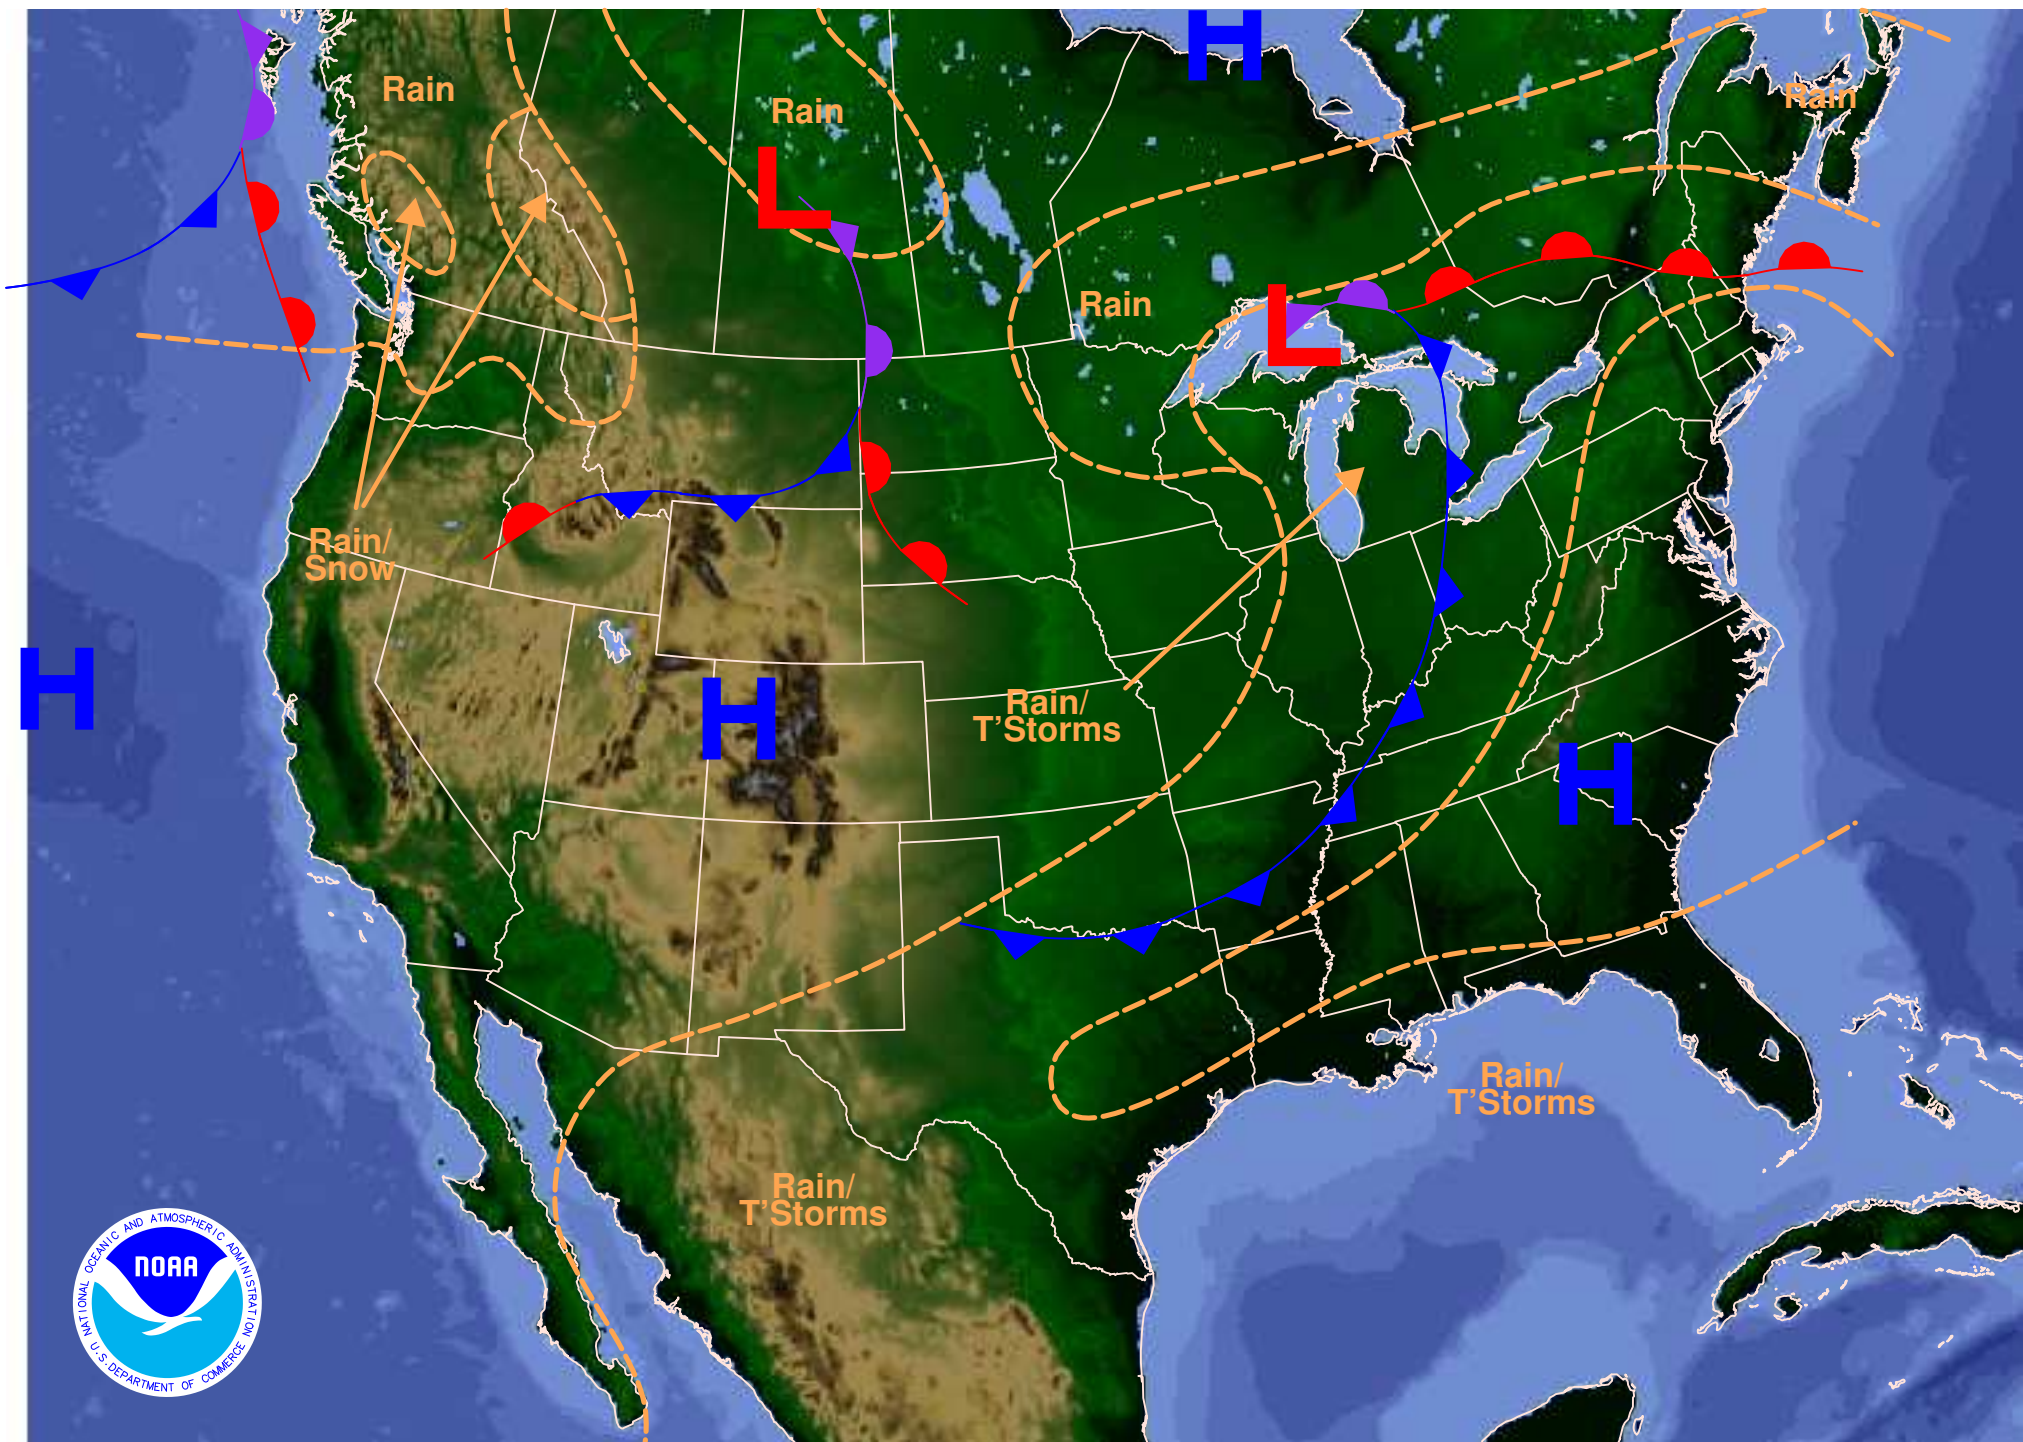 H
Rain
Rain
Rain
L
Rain
L
Rain/
Snow
H
H
Rain/
T'Storms
H
Rain/
T'Storms
Rain/
T'Storms
NATIONAL OCEANIC AND ATMOSPHERIC ADMINISTRATION
NOAA
U.S. DEPARTMENT OF COMMERCE